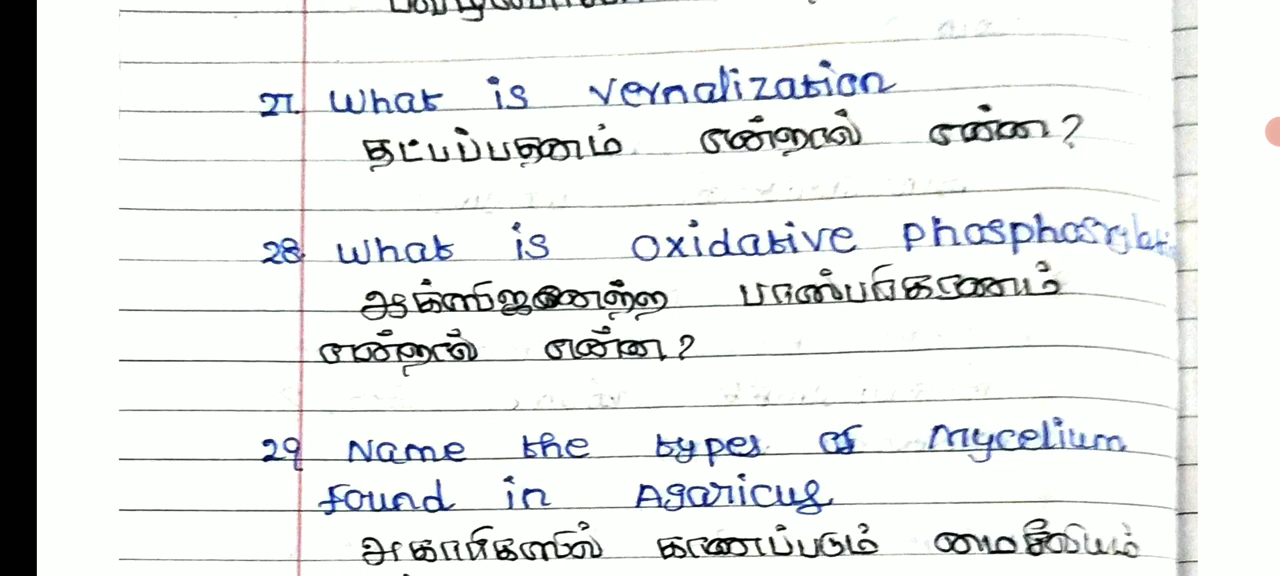 27. What is vernalization
தட்பப்பதனம் என்றால் என்ன?
28. What is oxidative
ஆக்ஸிஜனேற்ற பாஸ்பரிகரணம்
என்றால் என்ன?
29 Name the types of Mycelium
found in Agaricus
அகாரிகஸில் காணப்படும் மைசீலியம்